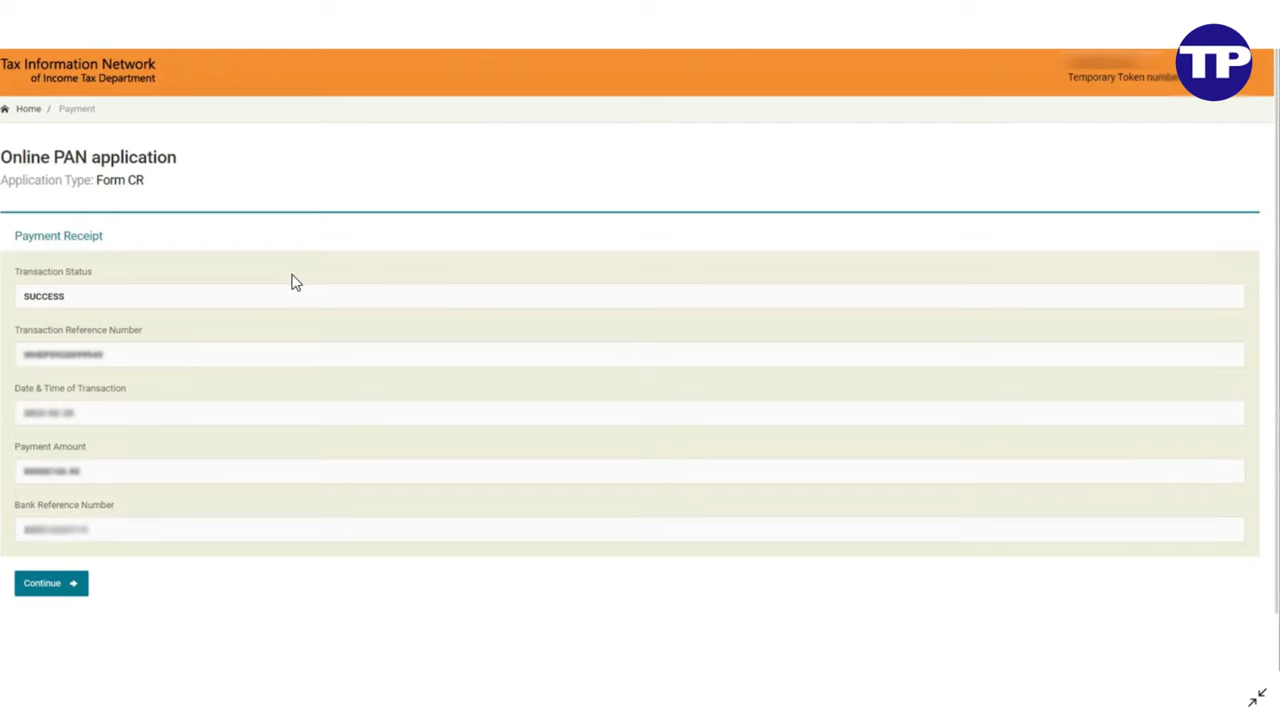 Tax Information Network
of Income Tax Department
Temporary Token number
TP
Home / Payment
Online PAN application
Application Type: Form CR
Payment Receipt
Transaction Status
SUCCESS
Transaction Reference Number
Date & Time of Transaction
Payment Amount
Bank Reference Number
Continue